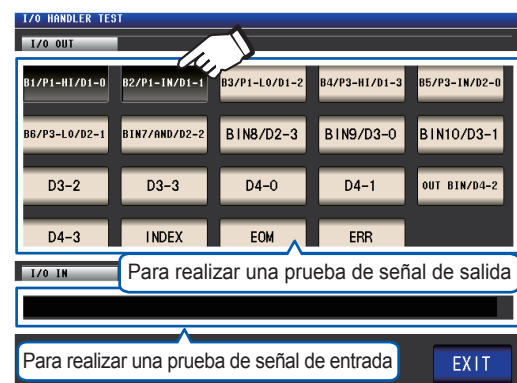 I/O HANDLER TEST
I/O OUT
B1/P1-HI/D1-0 B2/P1-IN/D1-1 B3/P1-LO/D1-2 B4/P3-HI/D1-3 B5/P3-IN/D2-0
B6/P3-LO/D2-1 BIN7/AND/D2-2 BIN8/D2-3 BIN9/D3-0 BIN10/D3-1
D3-2 D3-3 D4-0 D4-1 OUT BIN/D4-2
D4-3 INDEX EOM ERR
Para realizar una prueba de señal de salida
I/O IN
Para realizar una prueba de señal de entrada
EXIT